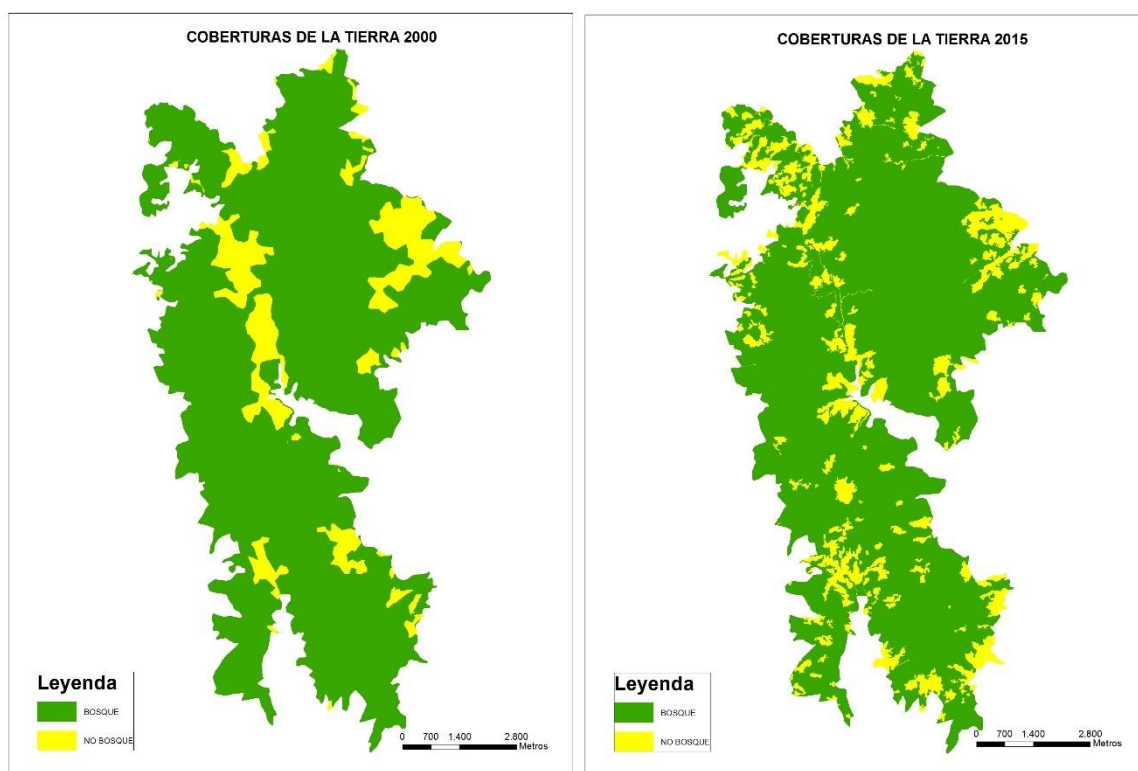 COBERTURAS DE LA TIERRA 2000
Leyenda
BOSQUE
NO BOSQUE
0 700 1.400 2.800
Metros
COBERTURAS DE LA TIERRA 2015
Leyenda
BOSQUE
NO BOSQUE
0 700 1.400 2.800
Metros